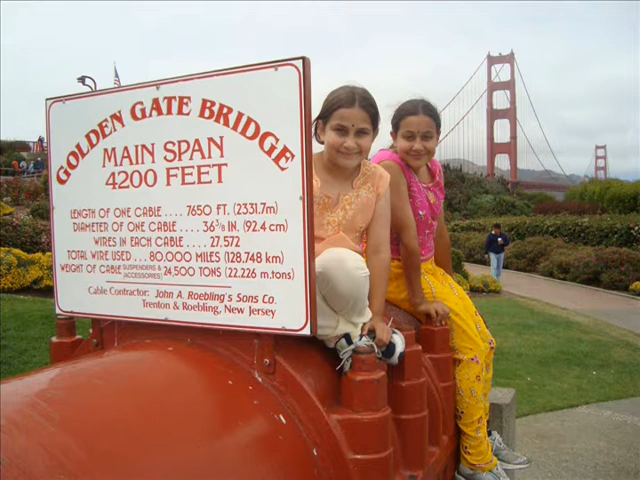 GOLDEN GATE BRIDGE
MAIN SPAN
4200 FEET
LENGTH OF ONE CABLE .... 7650 FT. (2331.7m)
DIAMETER OF ONE CABLE ... 36 3/8 IN. (92.4 cm)
WIRES IN EACH CABLE .... 27,572
TOTAL WIRE USED ... 80,000 MILES (128,748 km)
WEIGHT OF CABLE SUSPENDERS & ACCESSORIES 24,500 TONS (22.226 m.tons)
Cable Contractor: John A. Roebling's Sons Co.
Trenton & Roebling, New Jersey